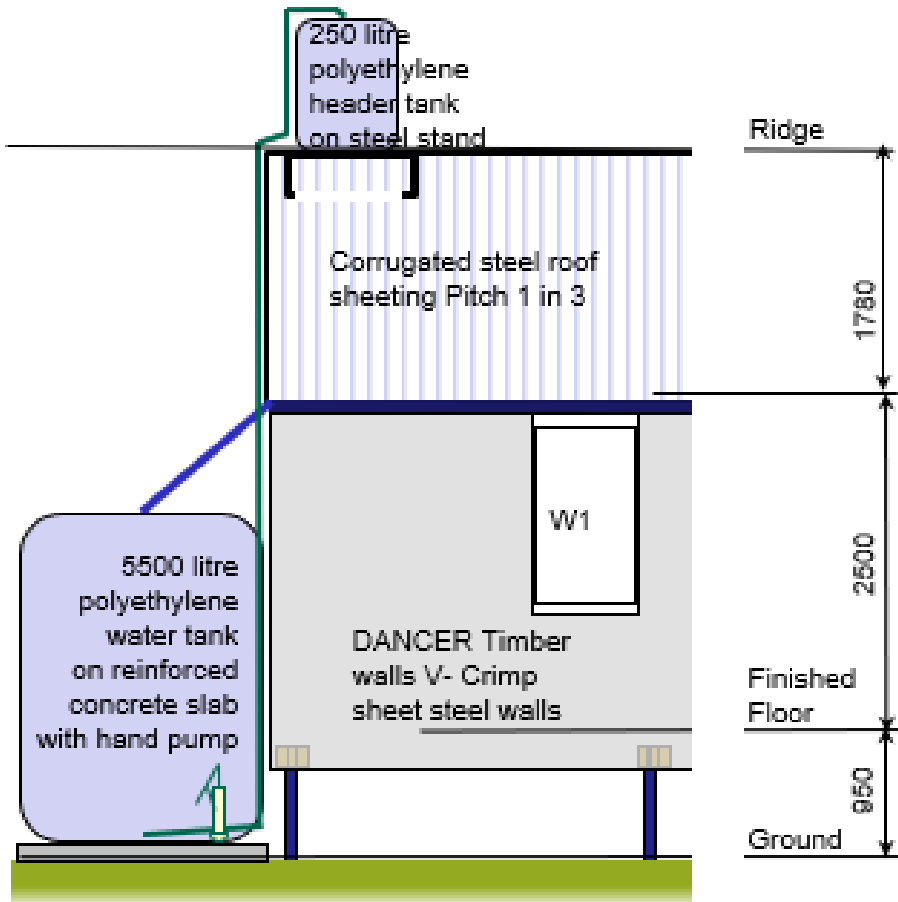 250 litre
polyethylene
header tank
on steel stand
Ridge
Corrugated steel roof
sheeting Pitch 1 in 3
1780
W1
2500
5500 litre
polyethylene
water tank
on reinforced
concrete slab
with hand pump
DANCER Timber
walls V- Crimp
sheet steel walls
Finished
Floor
950
Ground